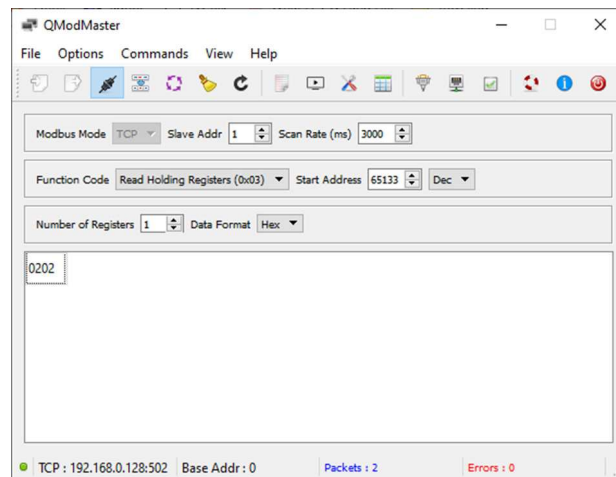 QModMaster
File Options Commands View Help
Modbus Mode TCP Slave Addr 1 Scan Rate (ms) 3000
Function Code Read Holding Registers (0x03) Start Address 65133 Dec
Number of Registers 1 Data Format Hex
0202
TCP : 192.168.0.128:502 Base Addr : 0 Packets : 2 Errors : 0